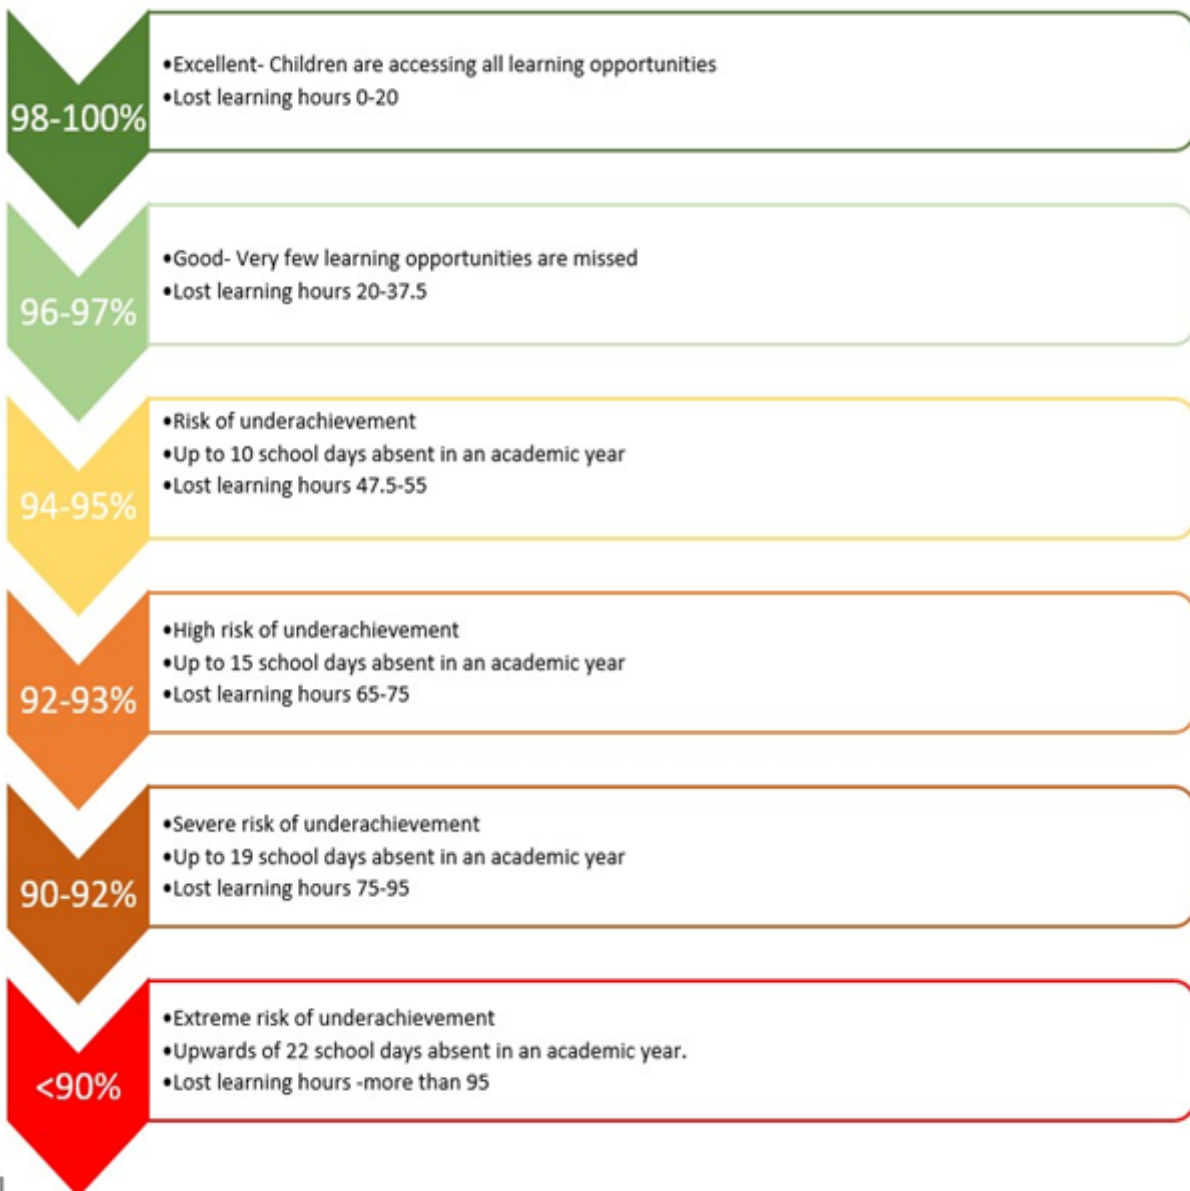 98-100%
•Excellent- Children are accessing all learning opportunities
•Lost learning hours 0-20
96-97%
•Good- Very few learning opportunities are missed
•Lost learning hours 20-37.5
94-95%
•Risk of underachievement
•Up to 10 school days absent in an academic year
•Lost learning hours 47.5-55
92-93%
•High risk of underachievement
•Up to 15 school days absent in an academic year
•Lost learning hours 65-75
90-92%
•Severe risk of underachievement
•Up to 19 school days absent in an academic year
•Lost learning hours 75-95
<90%
•Extreme risk of underachievement
•Upwards of 22 school days absent in an academic year.
•Lost learning hours -more than 95